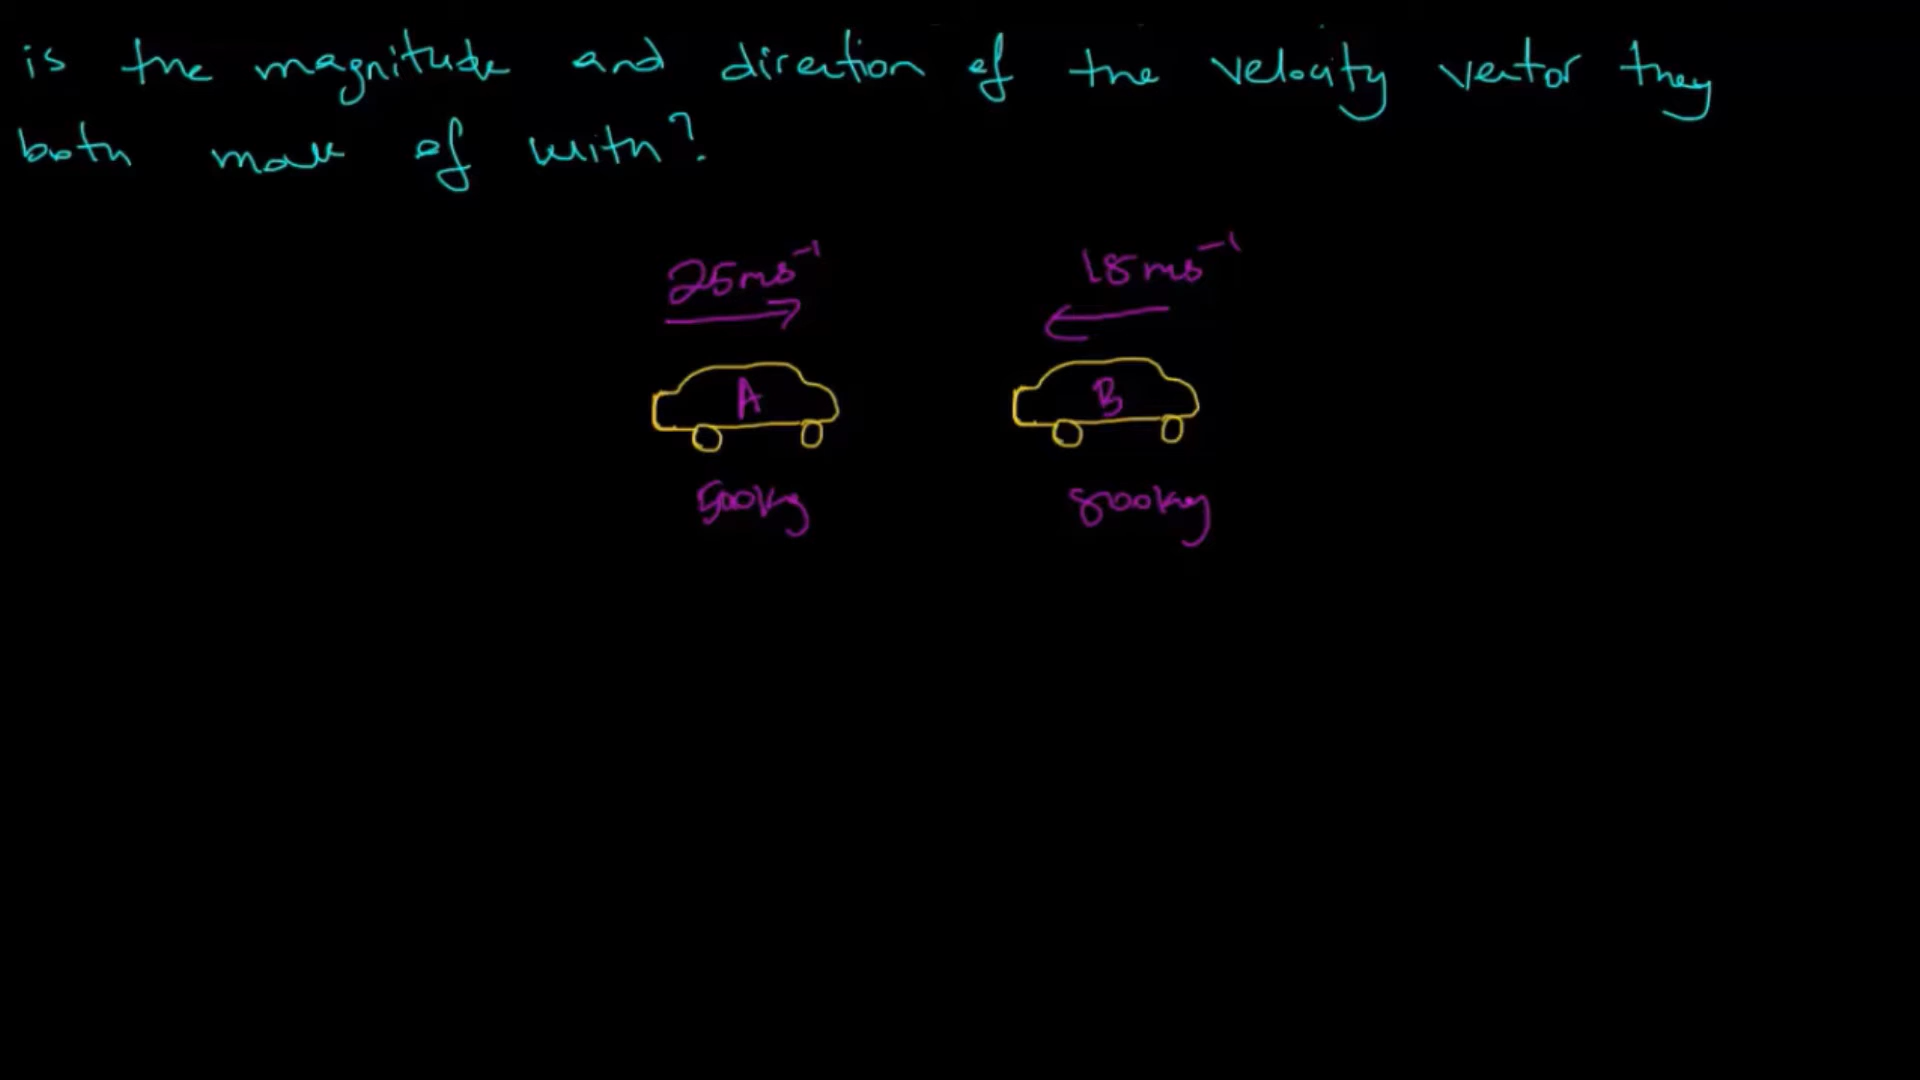 is the magnitude and direction of the velocity vector they
both move of with?
25ms⁻¹
18ms⁻¹
A
B
500kg
800kg